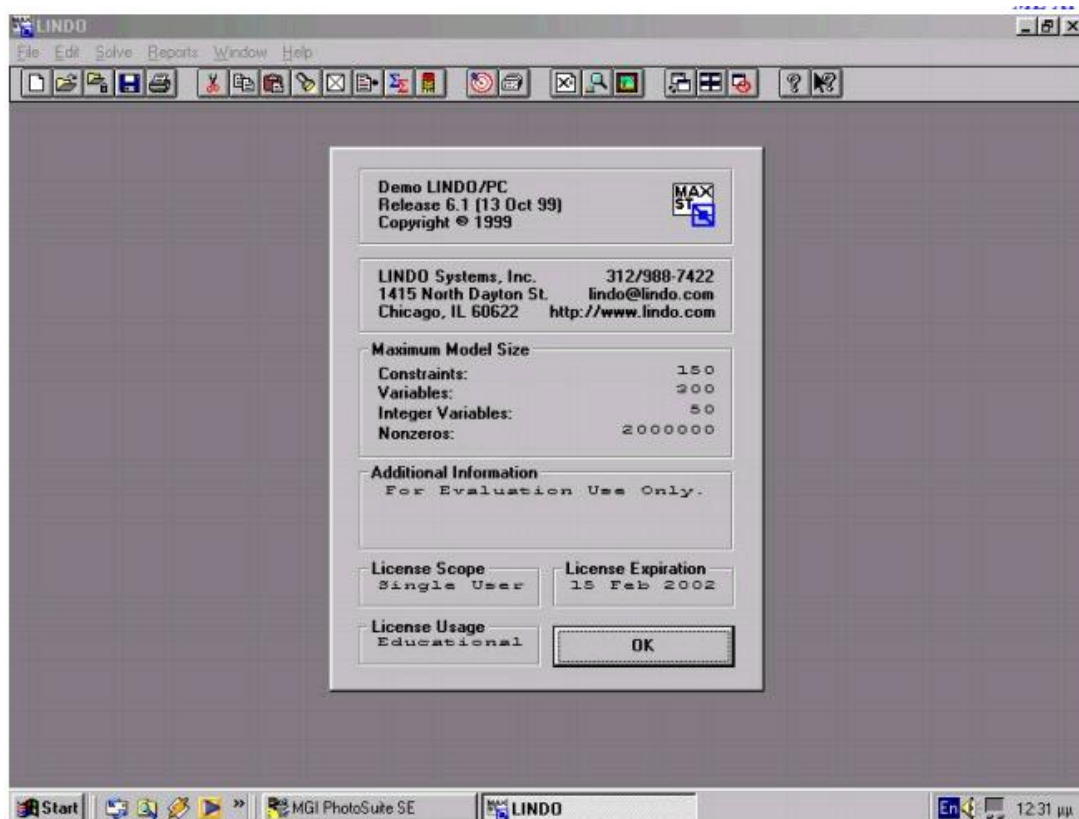 LINDO
File Edit Solve Reports Window Help
Demo LINDO/PC
Release 6.1 (13 Oct 99)
Copyright © 1999
MAX
ST
LINDO Systems, Inc. 312/988-7422
1415 North Dayton St. lindo@lindo.com
Chicago, IL 60622 http://www.lindo.com
Maximum Model Size
Constraints: 150
Variables: 300
Integer Variables: 50
Nonzeros: 2000000
Additional Information
For Evaluation Use Only.
License Scope License Expiration
Single User 15 Feb 2002
License Usage
Educational OK
Start » MGI PhotoSuite SE LINDO En 12:31 μμ